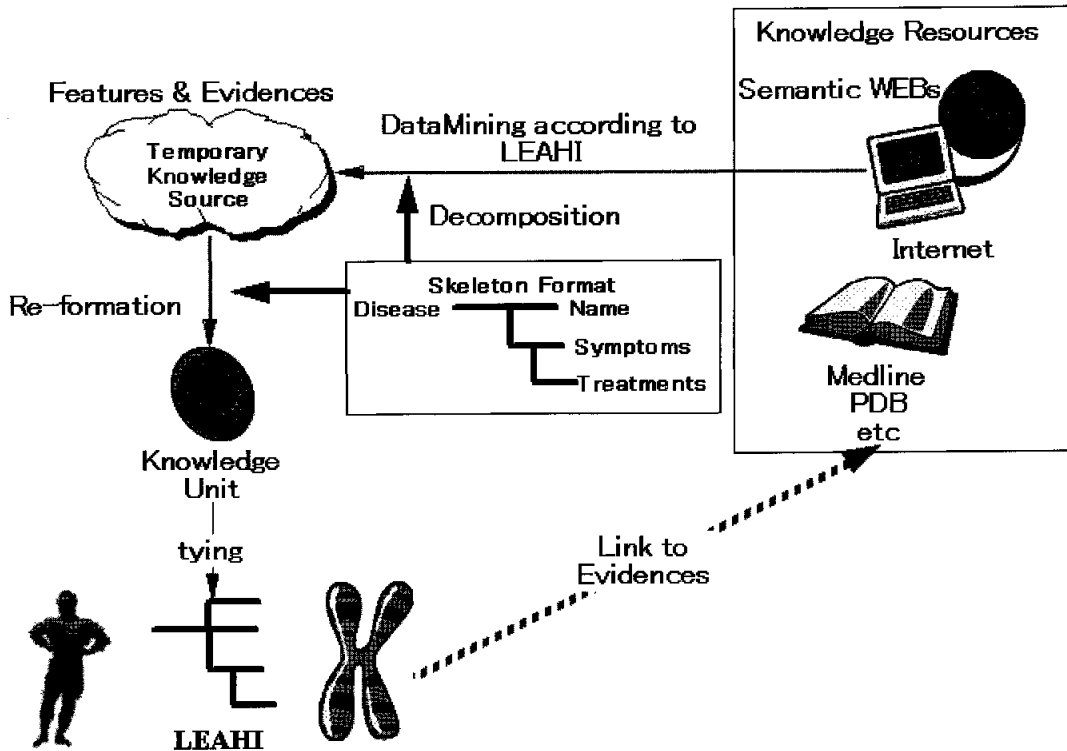 Knowledge Resources
Semantic WEBs
Internet
Medline
PDB
etc
Features & Evidences
Temporary
Knowledge
Source
DataMining according to
LEAHI
Decomposition
Re-formation
Skeleton Format
Disease
Name
Symptoms
Treatments
Knowledge
Unit
tying
Link to
Evidences
LEAHI